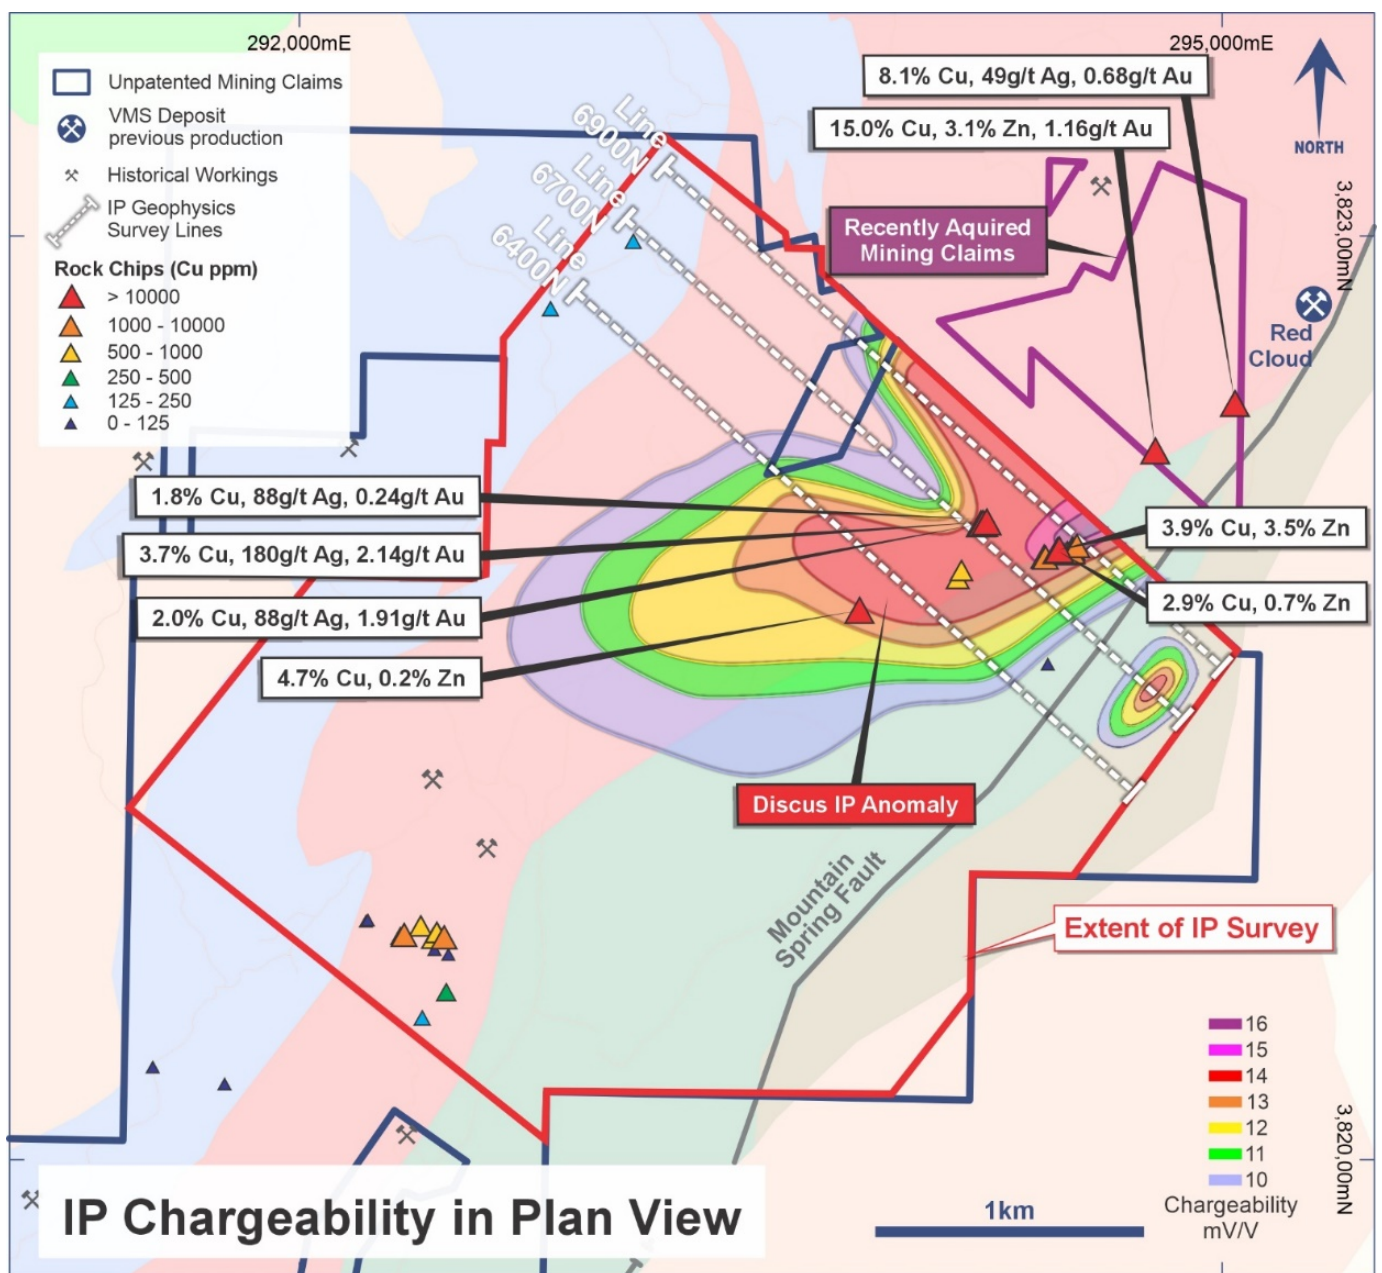 292,000mE
295,000mE
Unpatented Mining Claims
VMS Deposit
previous production
Historical Workings
IP Geophysics
Survey Lines
Rock Chips (Cu ppm)
> 10000
1000 - 10000
500 - 1000
250 - 500
125 - 250
0 - 125
Line
6900N
Line
6700N
Line
6400N
8.1% Cu, 49g/t Ag, 0.68g/t Au
15.0% Cu, 3.1% Zn, 1.16g/t Au
NORTH
3,823,00mN
Recently Aquired
Mining Claims
Red
Cloud
1.8% Cu, 88g/t Ag, 0.24g/t Au
3.7% Cu, 180g/t Ag, 2.14g/t Au
2.0% Cu, 88g/t Ag, 1.91g/t Au
4.7% Cu, 0.2% Zn
3.9% Cu, 3.5% Zn
2.9% Cu, 0.7% Zn
Discus IP Anomaly
Mountain
Spring Fault
Extent of IP Survey
16
15
14
13
12
11
10
Chargeability
mV/V
3,820,00mN
1km
IP Chargeability in Plan View